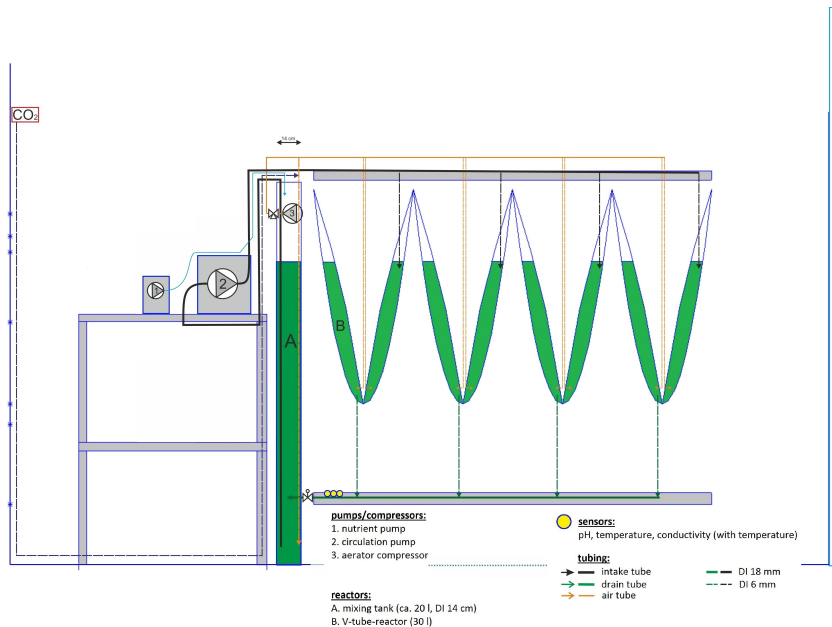 CO₂
14 cm
3
2
1
A
B
pumps/compressors:
1. nutrient pump
2. circulation pump
3. aerator compressor
reactors:
A. mixing tank (ca. 20 l, DI 14 cm)
B. V-tube-reactor (30 l)
sensors:
pH, temperature, conductivity (with temperature)
tubing:
intake tube
drain tube
air tube
DI 18 mm
DI 6 mm